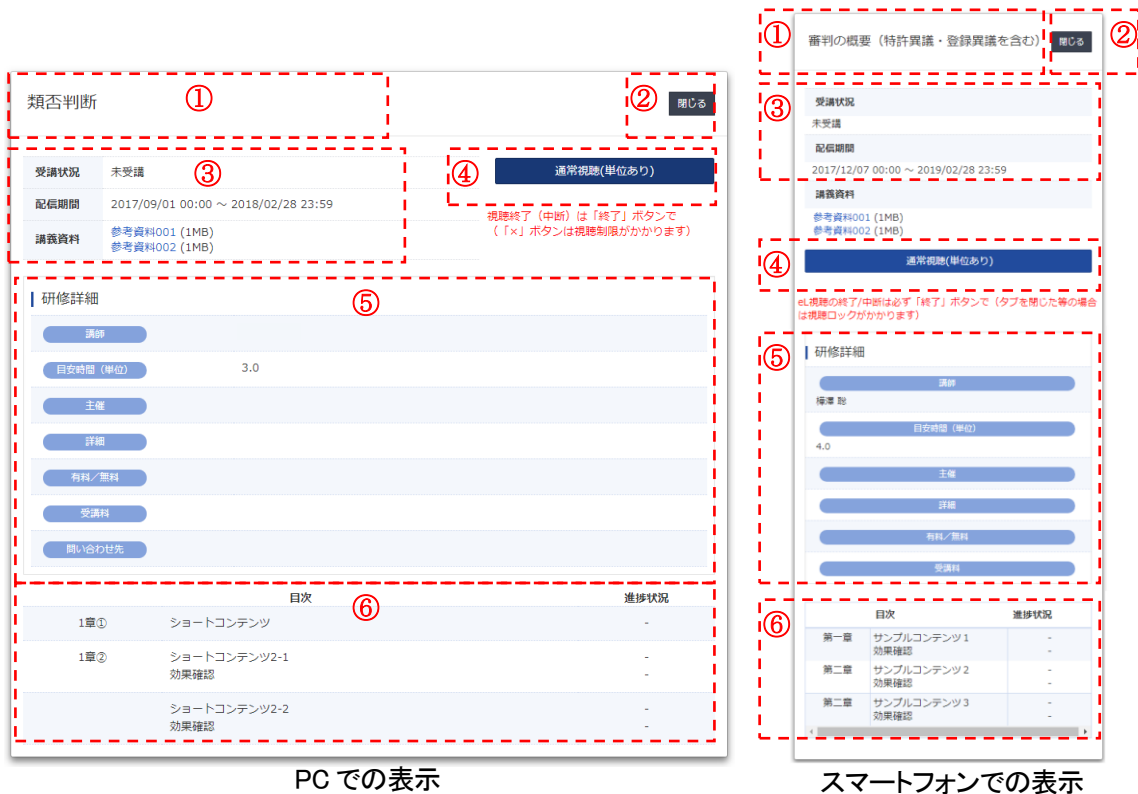 類否判断
①
②
閉じる
受講状況 未受講
③
配信期間 2017/09/01 00:00 ～ 2018/02/28 23:59
講義資料 参考資料001 (1MB)
参考資料002 (1MB)
④
通常視聴(単位あり)
視聴終了（中断）は「終了」ボタンで
（「×」ボタンは視聴制限がかかります）
研修詳細
⑤
講師
目安時間（単位） 3.0
主催
詳細
有料／無料
受講料
問い合わせ先
目次 進捗状況
⑥
1章① ショートコンテンツ -
1章② ショートコンテンツ2-1 -
効果確認 -
ショートコンテンツ2-2 -
効果確認 -
PC での表示
①
審判の概要（特許異議・登録異議を含む）
閉じる
②
③
受講状況
未受講
配信期間
2017/12/07 00:00 ～ 2019/02/28 23:59
講義資料
参考資料001 (1MB)
参考資料002 (1MB)
④
通常視聴(単位あり)
eL視聴の終了/中断は必ず「終了」ボタンで（タブを閉じた等の場合
は視聴ロックがかかります）
⑤
研修詳細
講師
樺澤 聡
目安時間（単位）
4.0
主催
詳細
有料／無料
受講料
⑥
目次 進捗状況
第一章 サンプルコンテンツ1 -
効果確認 -
第二章 サンプルコンテンツ2 -
効果確認 -
第二章 サンプルコンテンツ3 -
効果確認 -
スマートフォンでの表示